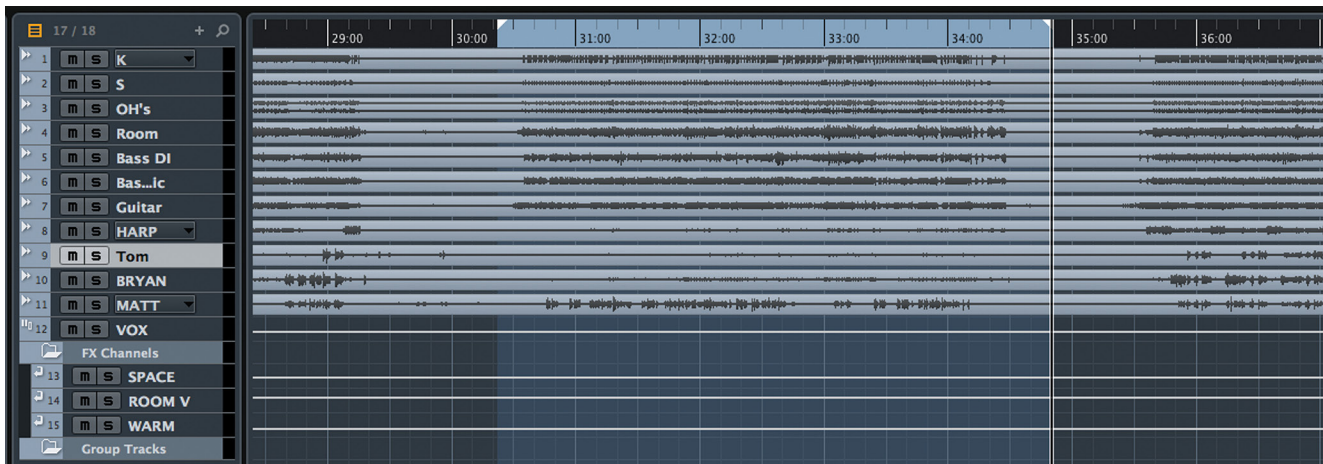 17 / 18 +
29:00 30:00 31:00 32:00 33:00 34:00 35:00 36:00
1 m S K
2 m S S
3 m S OH's
4 m S Room
5 m S Bass DI
6 m S Bas...ic
7 m S Guitar
8 m S HARP
9 m S Tom
10 m S BRYAN
11 m S MATT
12 m S VOX
FX Channels
13 m S SPACE
14 m S ROOM V
15 m S WARM
Group Tracks